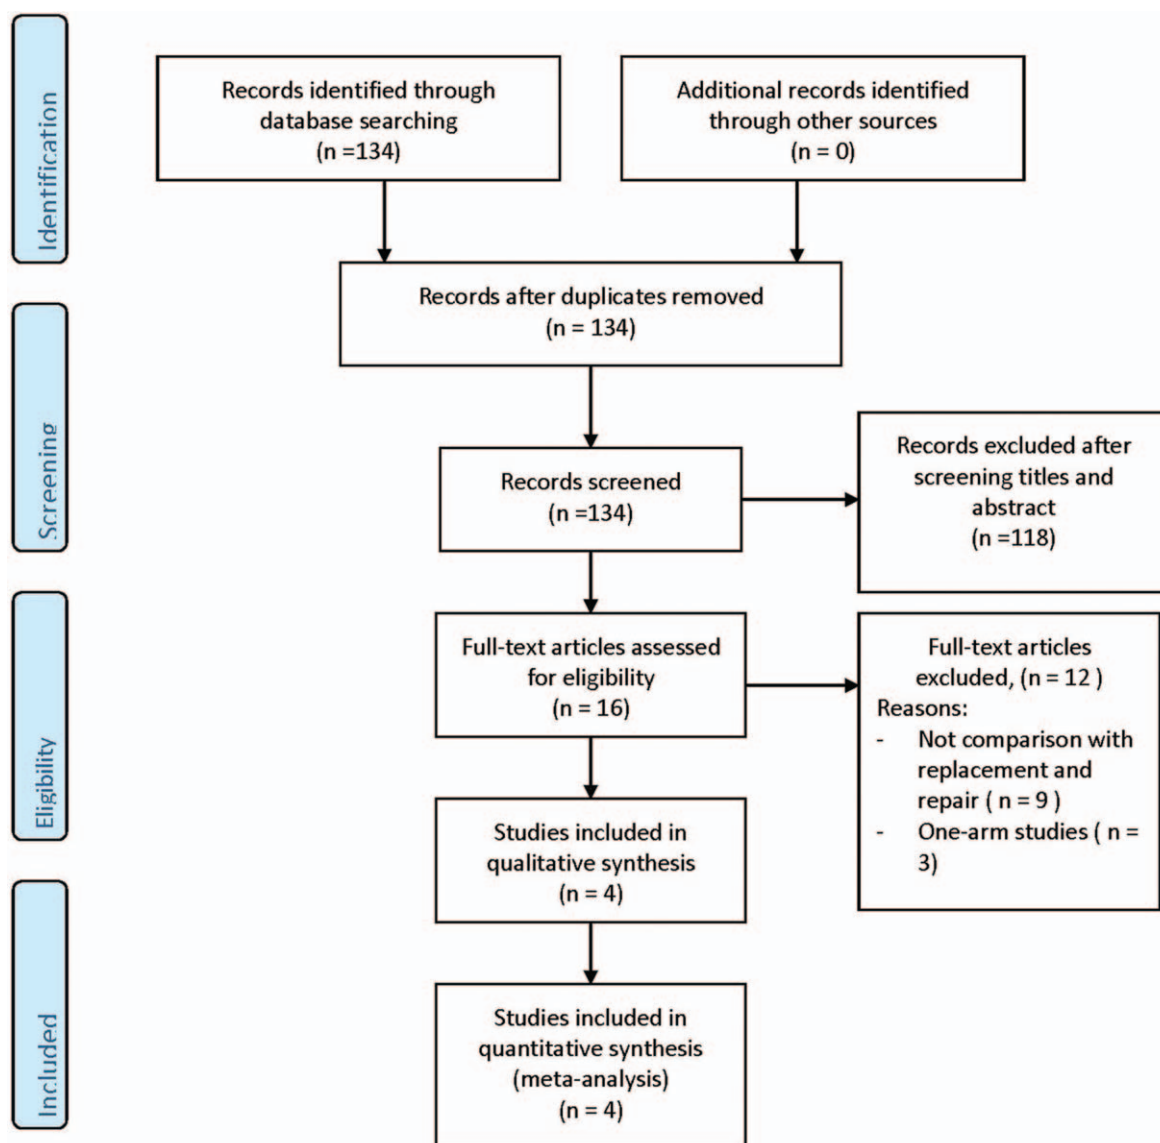 Identification
Records identified through
database searching
(n =134)
Additional records identified
through other sources
(n = 0)
Records after duplicates removed
(n = 134)
Screening
Records screened
(n =134)
Records excluded after
screening titles and
abstract
(n =118)
Eligibility
Full-text articles assessed
for eligibility
(n = 16)
Full-text articles
excluded, (n = 12 )
Reasons:
- Not comparison with
replacement and
repair ( n = 9 )
- One-arm studies ( n =
3)
Studies included in
qualitative synthesis
(n = 4)
Included
Studies included in
quantitative synthesis
(meta-analysis)
(n = 4)